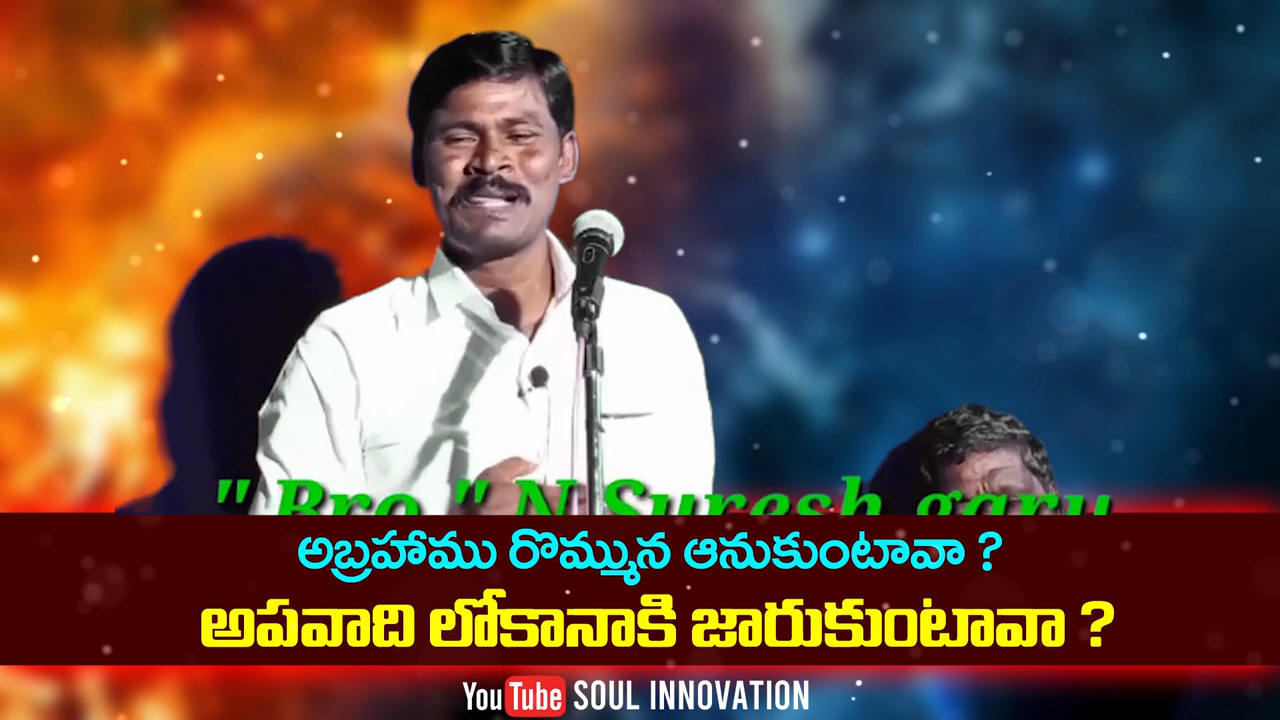 " Bro " N Suresh garu
అబ్రహాము రొమ్మున ఆనుకుంటావా ?
అపవాది లోకానాకి జారుకుంటావా ?
YouTube SOUL INNOVATION